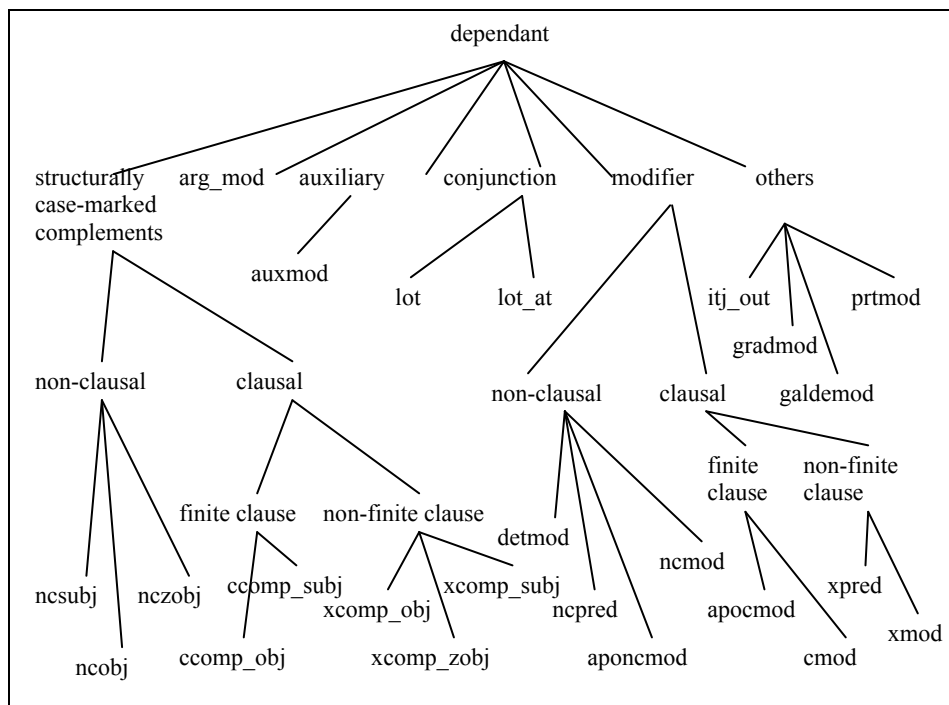 dependant
structurally
case-marked
complements
arg_mod
auxiliary
conjunction
modifier
others
auxmod
lot
lot_at
itj_out
prtmod
gradmod
non-clausal
clausal
non-clausal
clausal
galdemod
finite
clause
non-finite
clause
finite clause
non-finite clause
detmod
ncmod
ncsubj
nczobj
ccomp_subj
xcomp_obj
xcomp_subj
ncpred
apocmod
xpred
xmod
ncobj
ccomp_obj
xcomp_zobj
aponcmod
cmod